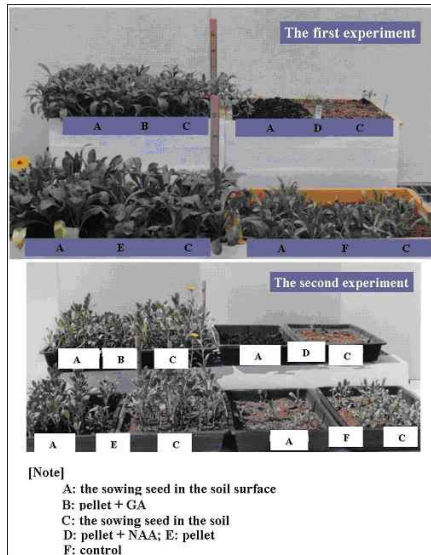 The first experiment
A B C
A D C
A E C
A F C
The second experiment
A B C
A D C
A E C
A F C
[Note]
A: the sowing seed in the soil surface
B: pellet + GA
C: the sowing seed in the soil
D: pellet + NAA; E: pellet
F: control